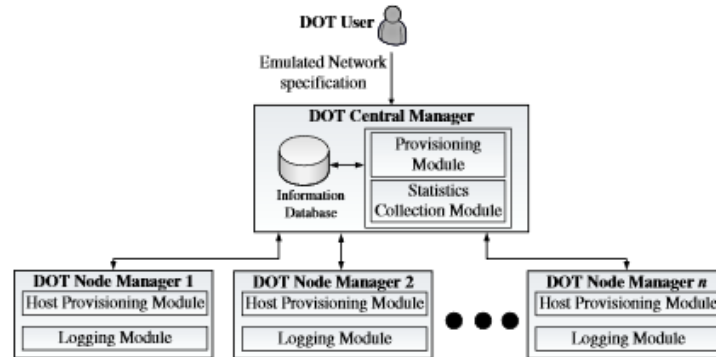 DOT User
Emulated Network
specification
DOT Central Manager
Provisioning
Module
Information
Database
Statistics
Collection Module
DOT Node Manager 1
Host Provisioning Module
Logging Module
DOT Node Manager 2
Host Provisioning Module
Logging Module
DOT Node Manager n
Host Provisioning Module
Logging Module